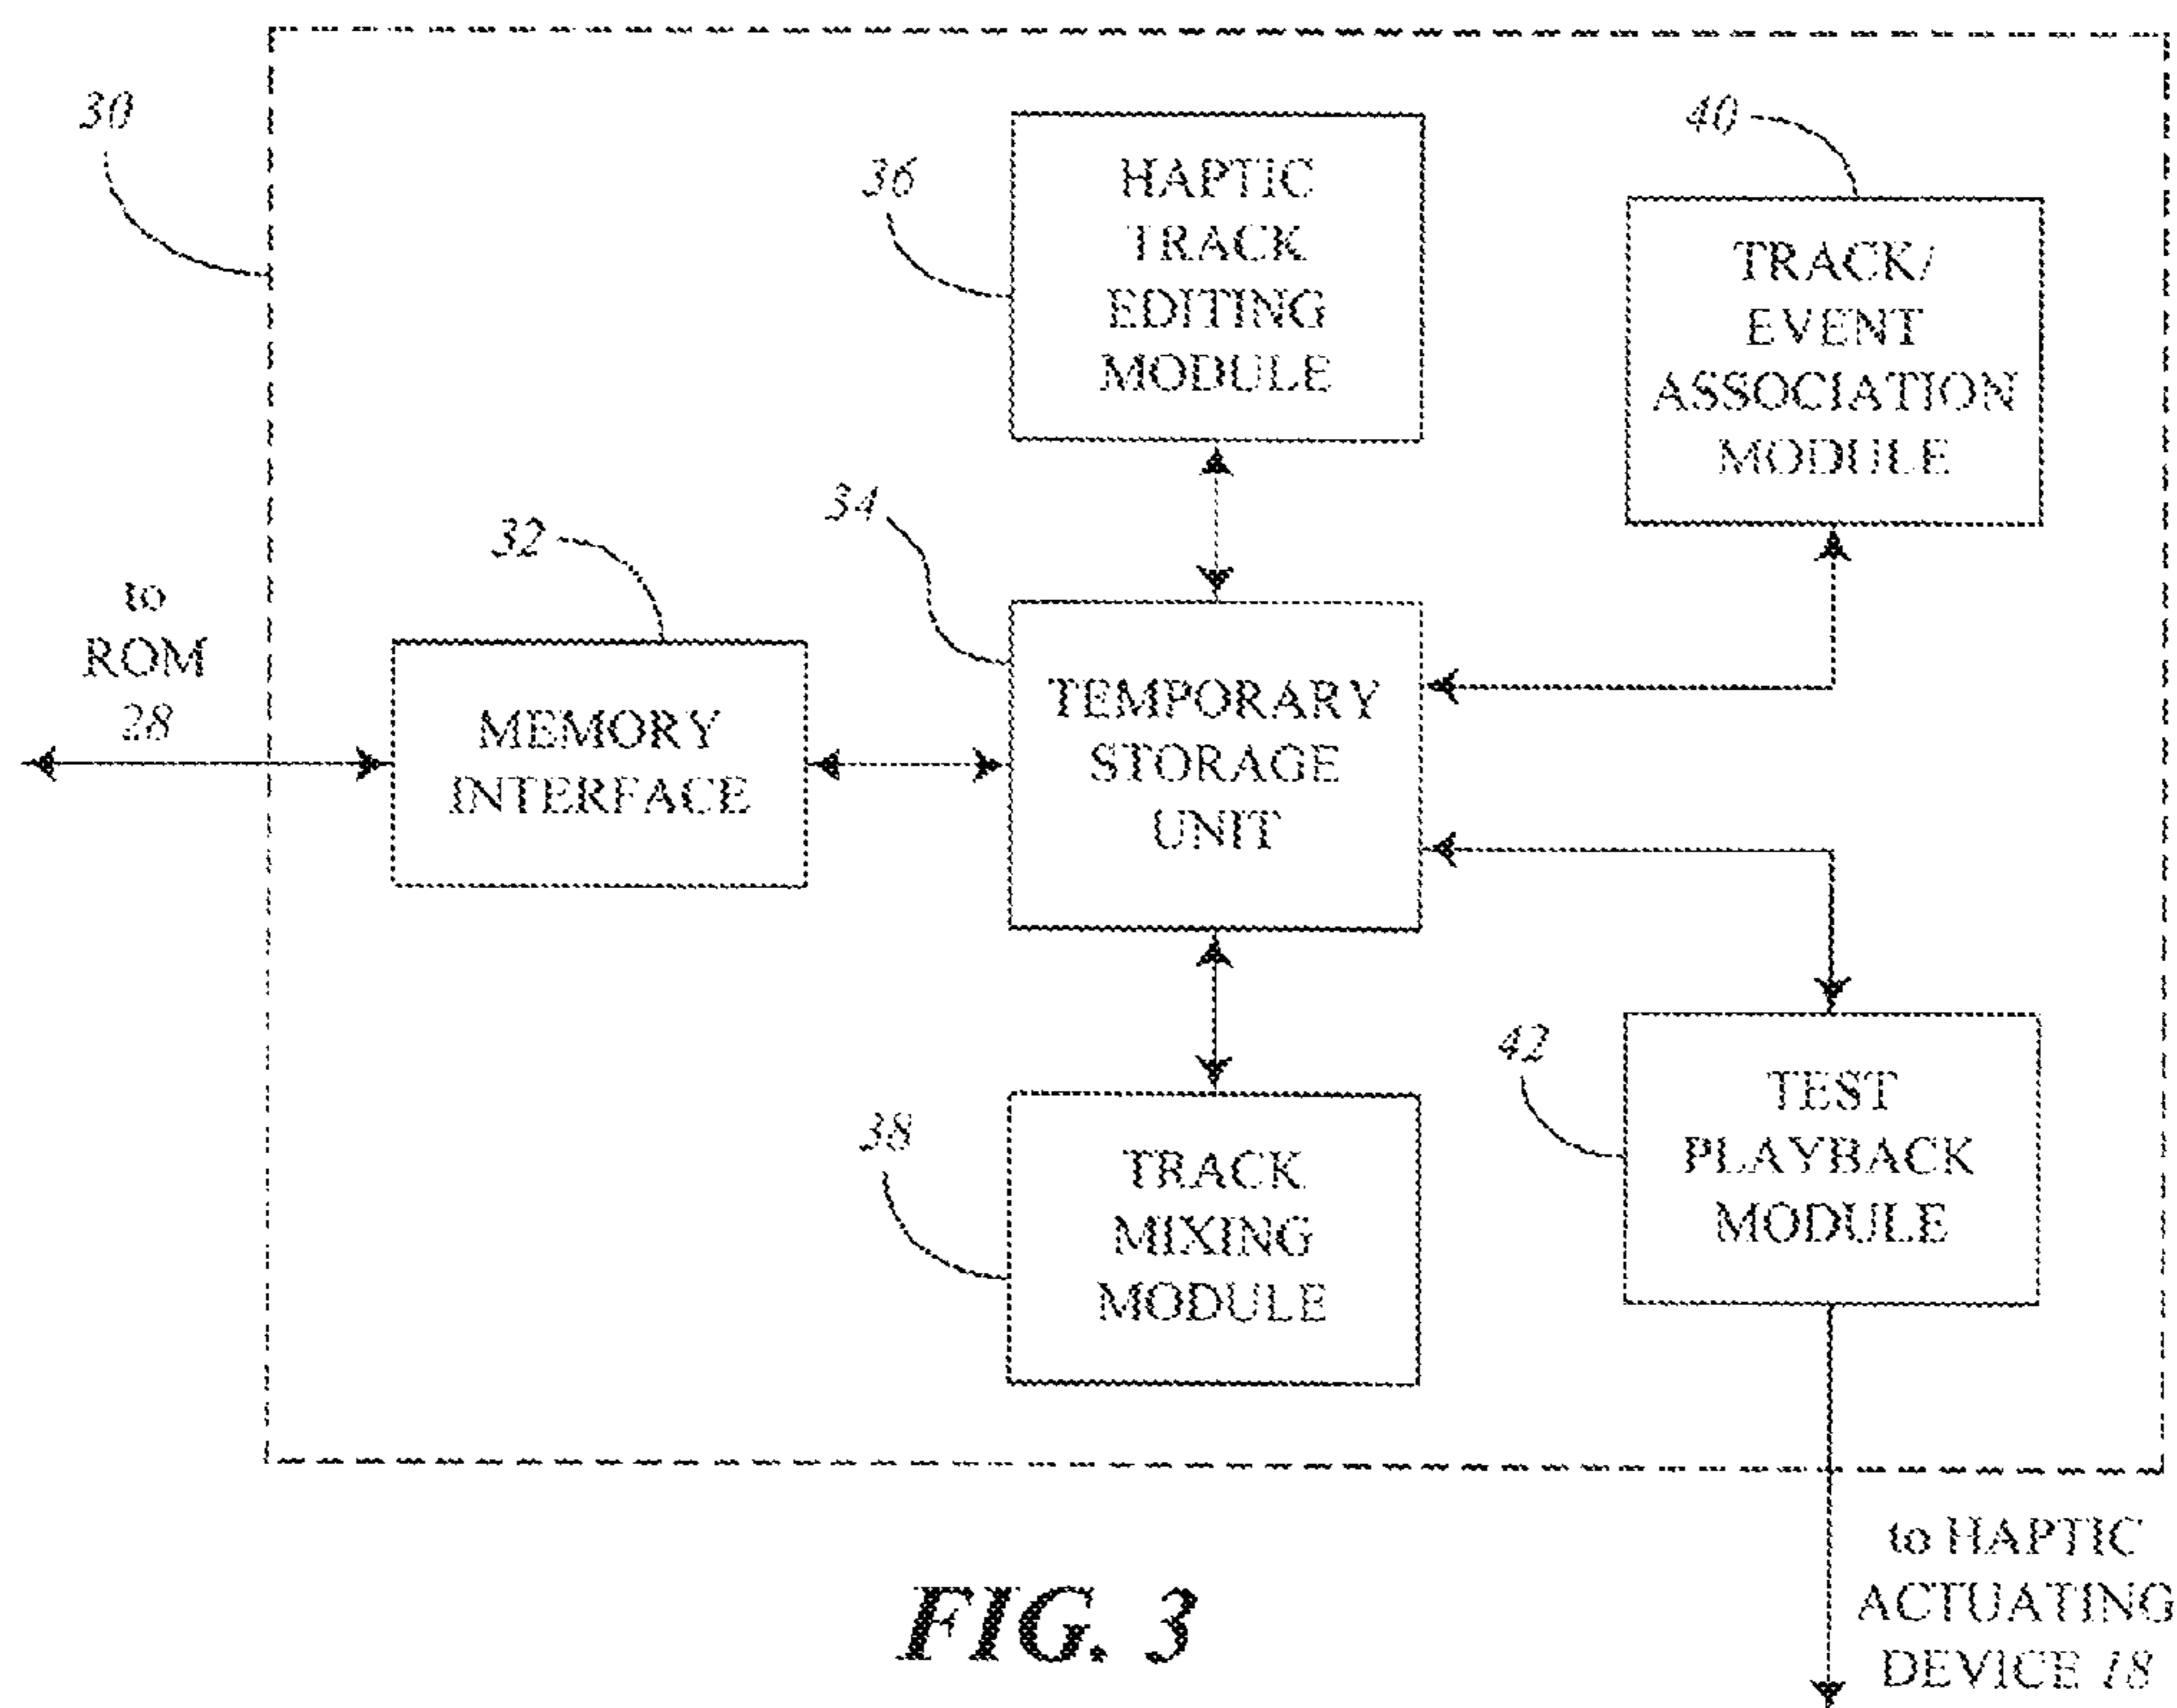 30
36
HAPTIC
TRACK
EDITING
MODULE
40
TRACK/
EVENT
ASSOCIATION
MODULE
34
32
to
ROM
28
MEMORY
INTERFACE
TEMPORARY
STORAGE
UNIT
38
TRACK
MIXING
MODULE
42
TEST
PLAYBACK
MODULE
to HAPTIC
ACTUATING
DEVICE 18
FIG. 3